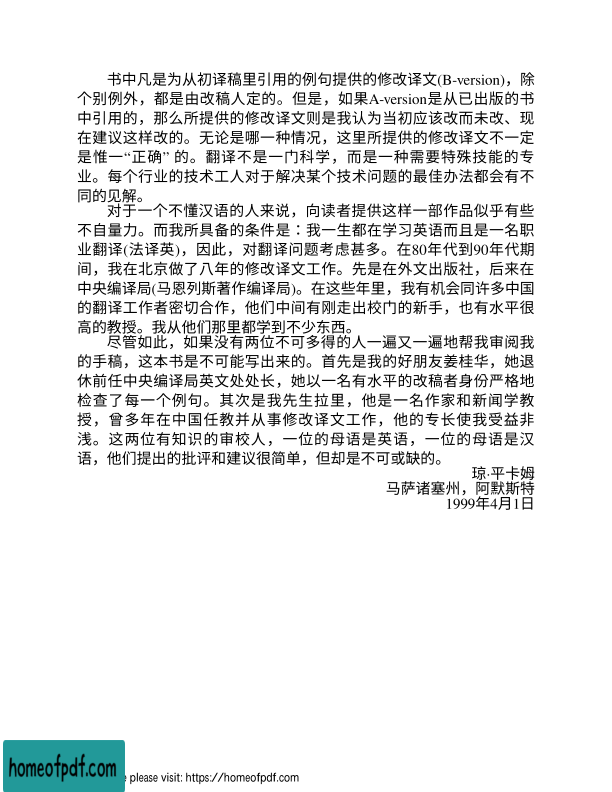 书中凡是为从初译稿里引用的例句提供的修改译文(B-version)，除
个别例外，都是由改稿人定的。但是，如果A-version是从已出版的书
中引用的，那么所提供的修改译文则是我认为当初应该改而未改、现
在建议这样改的。无论是哪一种情况，这里所提供的修改译文不一定
是惟一“正确” 的。翻译不是一门科学，而是一种需要特殊技能的专
业。每个行业的技术工人对于解决某个技术问题的最佳办法都会有不
同的见解。
对于一个不懂汉语的人来说，向读者提供这样一部作品似乎有些
不自量力。而我所具备的条件是：我一生都在学习英语而且是一名职
业翻译(法译英)，因此，对翻译问题考虑甚多。在80年代到90年代期
间，我在北京做了八年的修改译文工作。先是在外文出版社，后来在
中央编译局(马恩列斯著作编译局)。在这些年里，我有机会同许多中国
的翻译工作者密切合作，他们中间有刚走出校门的新手，也有水平很
高的教授。我从他们那里都学到不少东西。
尽管如此，如果没有两位不可多得的人一遍又一遍地帮我审阅我
的手稿，这本书是不可能写出来的。首先是我的好朋友姜桂华，她退
休前任中央编译局英文处处长，她以一名有水平的改稿者身份严格地
检查了每一个例句。其次是我先生拉里，他是一名作家和新闻学教
授，曾多年在中国任教并从事修改译文工作，他的专长使我受益非
浅。这两位有知识的审校人，一位的母语是英语，一位的母语是汉
语，他们提出的批评和建议很简单，但却是不可或缺的。
琼·平卡姆
马萨诸塞州，阿默斯特
1999年4月1日
homeofpdf.com
e please visit: https://homeofpdf.com